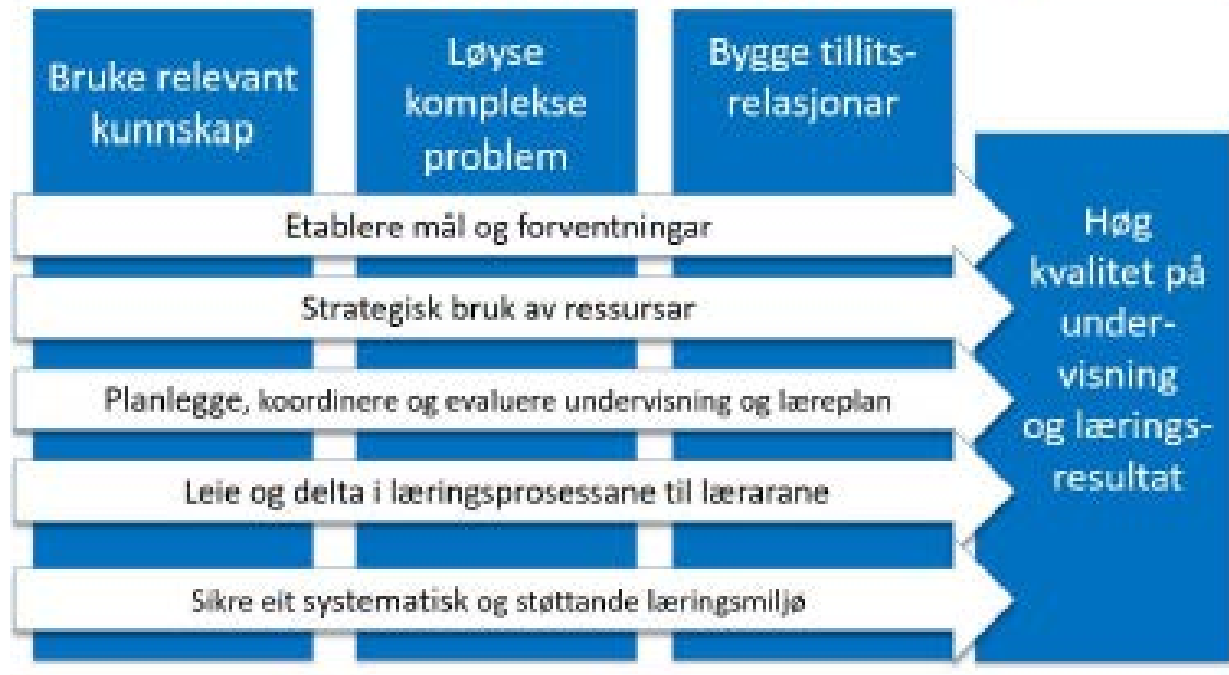 Bruke relevant
kunnskap
Løyse
komplekse
problem
Bygge tillits-
relasjonar
Etablere mål og forventningar
Strategisk bruk av ressursar
Planlegge, koordinere og evaluere undervisning og læreplan
Leie og delta i læringsprosessane til lærarane
Sikre eit systematisk og støttande læringsmiljø
Høg
kvalitet på
under-
visning
og lærings-
resultat